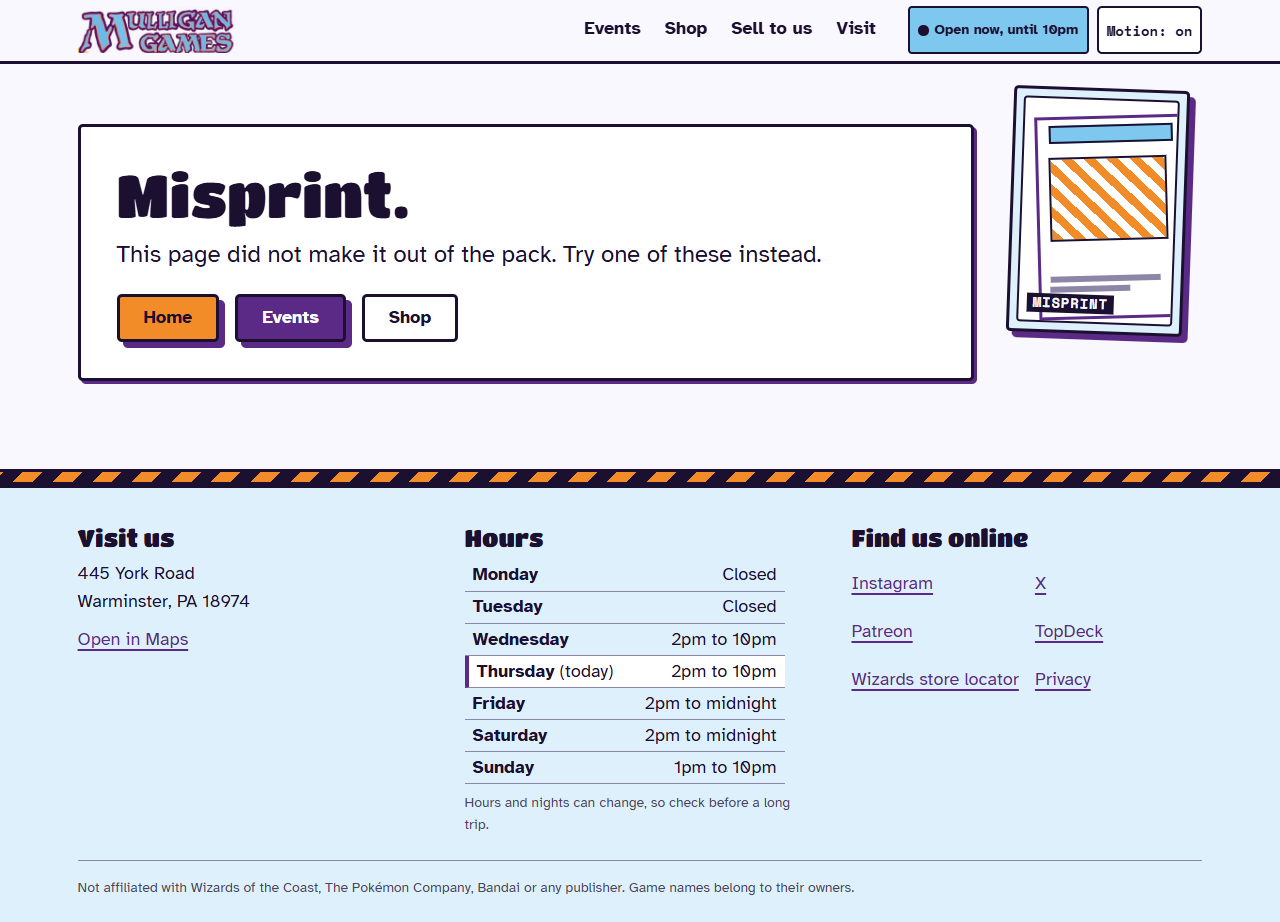 MULLIGAN GAMES
Events Shop Sell to us Visit
Open now, until 10pm
Motion: on
Misprint.
This page did not make it out of the pack. Try one of these instead.
Home Events Shop
MISPRINT
Visit us
445 York Road
Warminster, PA 18974
Open in Maps
Hours
Monday Closed
Tuesday Closed
Wednesday 2pm to 10pm
Thursday (today) 2pm to 10pm
Friday 2pm to midnight
Saturday 2pm to midnight
Sunday 1pm to 10pm
Hours and nights can change, so check before a long
trip.
Find us online
Instagram X
Patreon TopDeck
Wizards store locator Privacy
Not affiliated with Wizards of the Coast, The Pokémon Company, Bandai or any publisher. Game names belong to their owners.